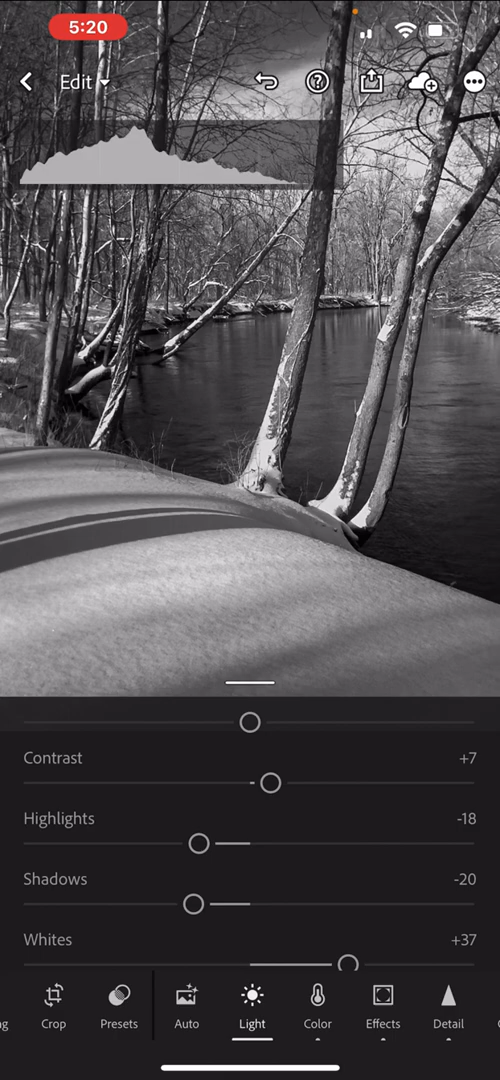 5:20
Edit
Contrast +7
Highlights -18
Shadows -20
Whites +37
Crop Presets Auto Light Color Effects Detail